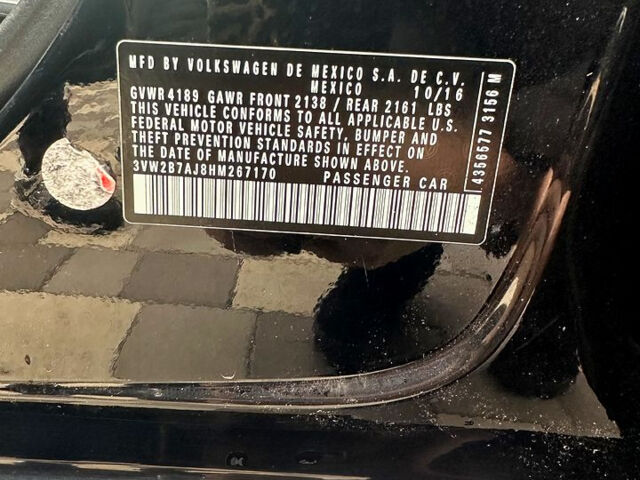 MFD BY VOLKSWAGEN DE MEXICO S.A. DE C.V.
MEXICO 10/16
GVWR 4189 GAWR FRONT 2138 / REAR 2161 LBS
THIS VEHICLE CONFORMS TO ALL APPLICABLE U.S.
FEDERAL MOTOR VEHICLE SAFETY, BUMPER AND
THEFT PREVENTION STANDARDS IN EFFECT ON
THE DATE OF MANUFACTURE SHOWN ABOVE.
3VW2B7AJ8HM267170 PASSENGER CAR
4356577 3156 M